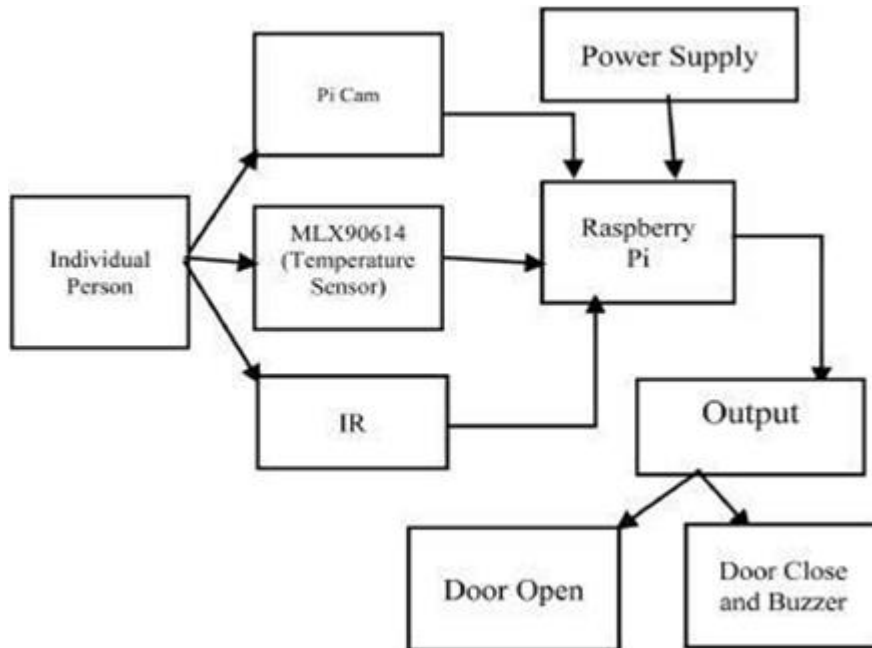 Pi Cam
Power Supply
Individual
Person
MLX90614
(Temperature
Sensor)
Raspberry
Pi
IR
Output
Door Open
Door Close
and Buzzer